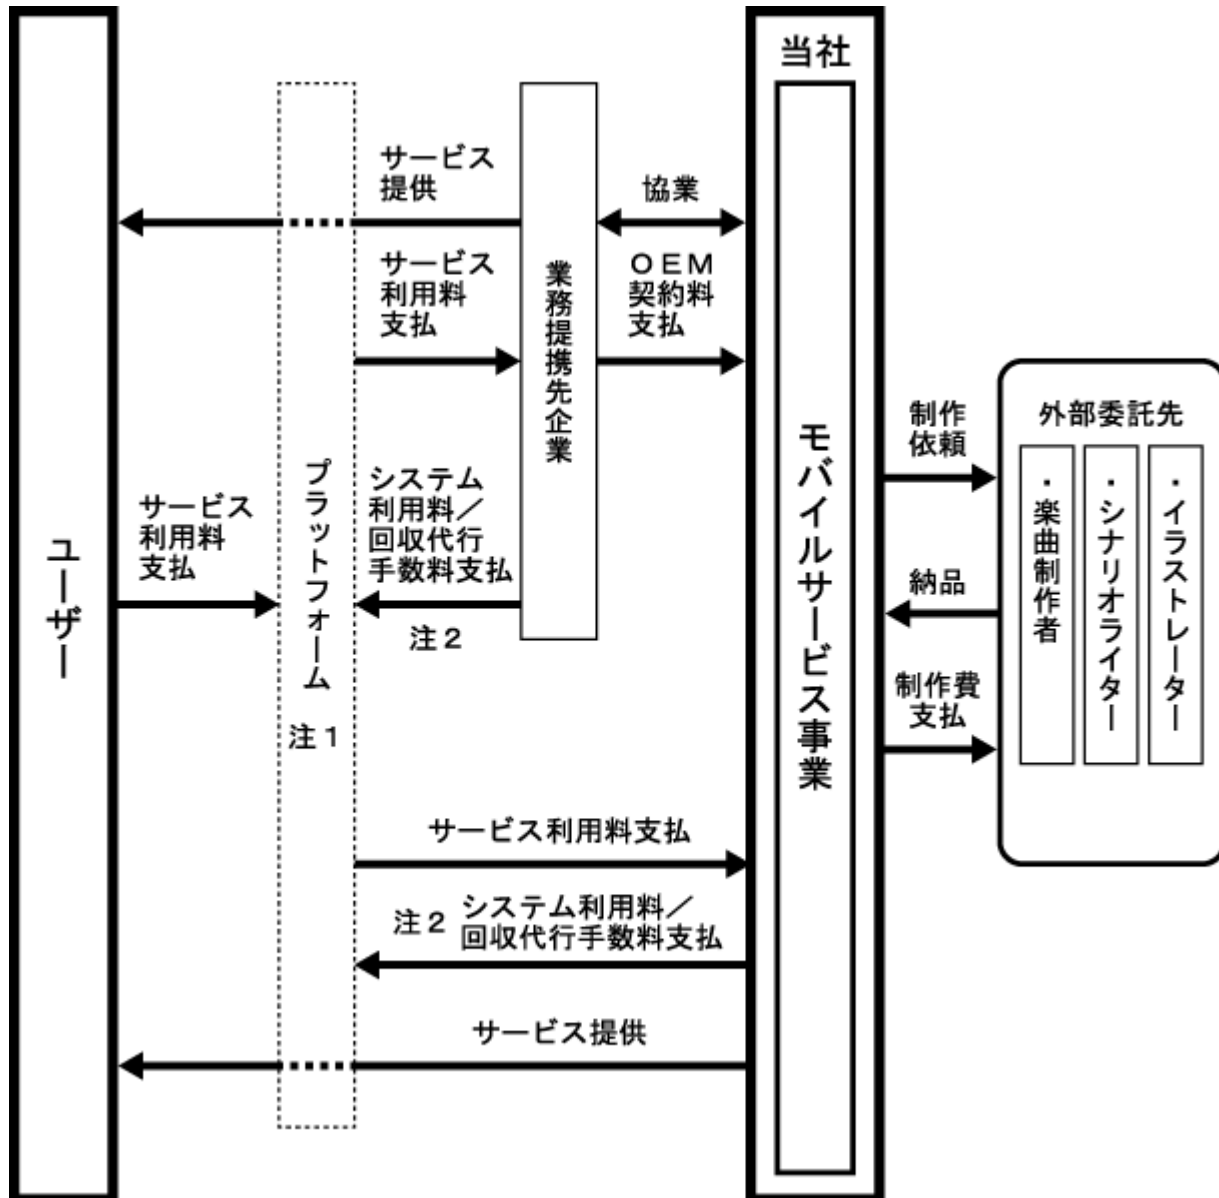 当社
サービス
提供
協業
サービス
利用料
支払
ＯＥＭ
契約料
支払
業務提携先企業
プラットフォーム
注１
システム
利用料／
回収代行
手数料支払
注２
サービス
利用料
支払
ユーザー
モバイルサービス事業
制作
依頼
納品
制作費
支払
外部委託先
・楽曲制作者
・シナリオライター
・イラストレーター
サービス利用料支払
注２
システム利用料／
回収代行手数料支払
サービス提供